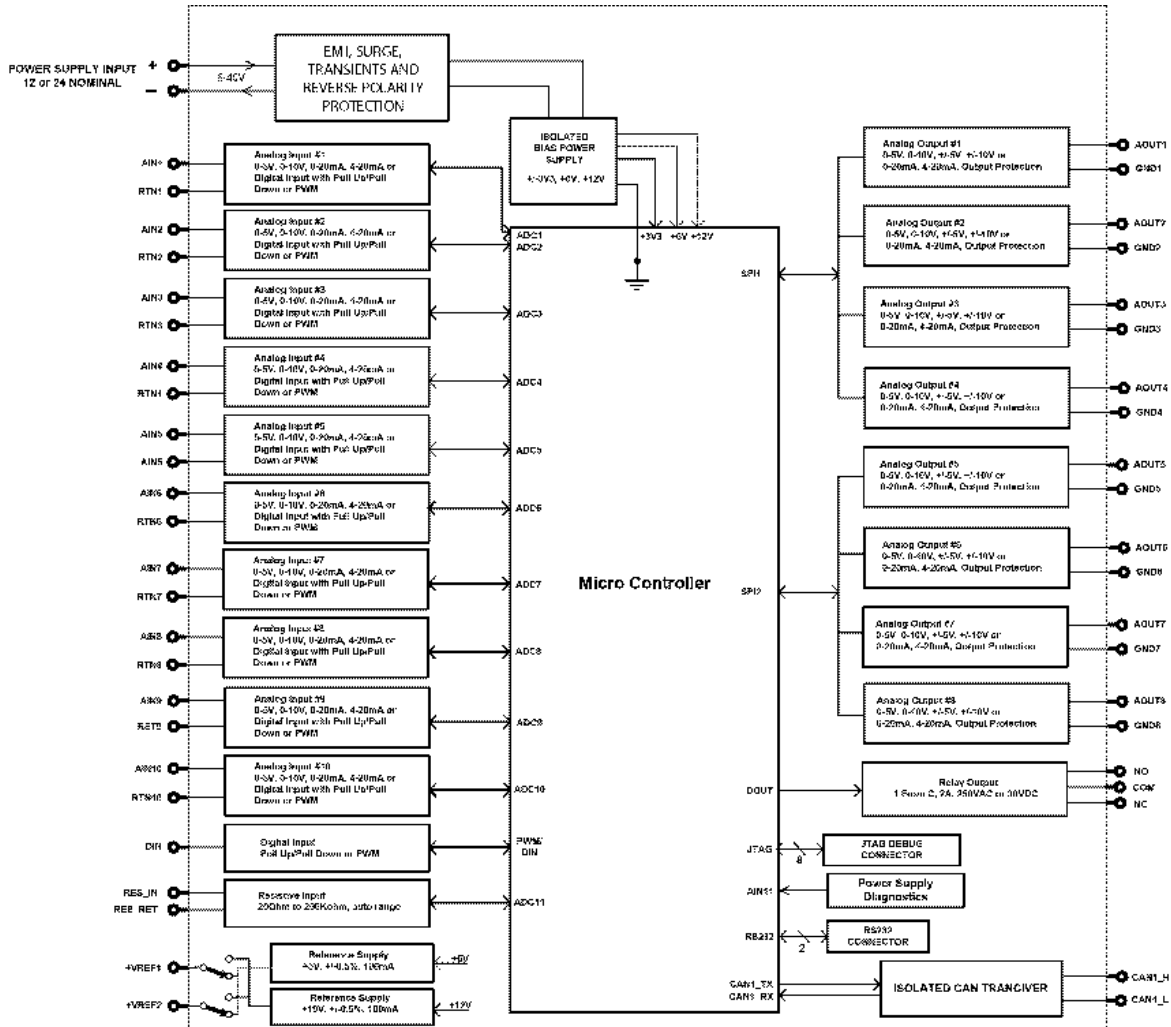 POWER SUPPLY INPUT
12 or 24 NOMINAL
+
−
EMI, SURGE,
TRANSIENTS AND
REVERSE POLARITY
PROTECTION
ISOLATED
BIAS POWER
SUPPLY
AIN1
RTN1
Analog Input #1
0-5V, 0-10V, 0-20mA, 4-20mA or
Digital Input with Pull Up/Pull
Down or PWM
ADC1
AIN2
RTN2
Analog Input #2
0-5V, 0-10V, 0-20mA, 4-20mA or
Digital Input with Pull Up/Pull
Down or PWM
ADC2
AIN3
RTN3
Analog Input #3
0-5V, 0-10V, 0-20mA, 4-20mA or
Digital Input with Pull Up/Pull
Down or PWM
ADC3
Analog Input #4
0-5V, 0-10V, 0-20mA, 4-20mA or
Digital Input with Pull Up/Pull
Down or PWM
ADC4
AIN5
AIN5
Analog Input #5
0-5V, 0-10V, 0-20mA, 4-20mA or
Digital Input with Pull Up/Pull
Down or PWM
ADC5
AIN6
RTN6
Analog Input #6
0-5V, 0-10V, 0-20mA, 4-20mA or
Digital Input with Pull Up/Pull
Down or PWM
ADC6
AIN7
RTN7
Analog Input #7
0-5V, 0-10V, 0-20mA, 4-20mA or
Digital Input with Pull Up/Pull
Down or PWM
ADC7
AIN8
RTN8
Analog Input #8
0-5V, 0-10V, 0-20mA, 4-20mA or
Digital Input with Pull Up/Pull
Down or PWM
ADC8
AIN9
Analog Input #9
0-5V, 0-10V, 0-20mA, 4-20mA or
Digital Input with Pull Up/Pull
Down or PWM
ADC9
AIN10
RTN10
Analog Input #10
0-5V, 0-10V, 0-20mA, 4-20mA or
Digital Input with Pull Up/Pull
Down or PWM
ADC10
DIN
Digital Input
Pull Up/Pull Down or PWM
DIN
RES_IN
RES_RET
Resistive Input
auto range
ADC11
+VREF1
Reference Supply
100mA
+VREF2
Reference Supply
100mA
+12V
+3V3
+12V
Micro Controller
SPI1
Analog Output #1
0-5V, 0-10V, +/-5V, +/-10V or
0-20mA, 4-20mA, Output Protection
AOUT1
GND1
Analog Output #2
0-5V, 0-10V, +/-5V, +/-10V or
0-20mA, 4-20mA, Output Protection
AOUT2
GND2
Analog Output #3
0-5V, 0-10V, +/-5V, +/-10V or
0-20mA, 4-20mA, Output Protection
AOUT3
GND3
Analog Output #4
0-5V, 0-10V, +/-5V, +/-10V or
0-20mA, 4-20mA, Output Protection
AOUT4
GND4
SPI2
Analog Output #5
0-5V, 0-10V, +/-5V, +/-10V or
0-20mA, 4-20mA, Output Protection
AOUT5
GND5
Analog Output #6
0-5V, 0-10V, +/-5V, +/-10V or
0-20mA, 4-20mA, Output Protection
AOUT6
GND6
Analog Output #7
0-5V, 0-10V, +/-5V, +/-10V or
0-20mA, 4-20mA, Output Protection
AOUT7
GND7
Analog Output #8
0-5V, 0-10V, +/-5V, +/-10V or
0-20mA, 4-20mA, Output Protection
AOUT8
GND8
DOUT
Relay Output
1 Form C, 2A, 250VAC or 30VDC
NO
COM
NC
JTAG
8
JTAG DEBUG
CONNECTOR
Power Supply
Diagnostics
RS232
2
RS232
CONNECTOR
CAN1_TX
CAN1_RX
ISOLATED CAN TRANCIVER
CAN1_H
CAN1_L